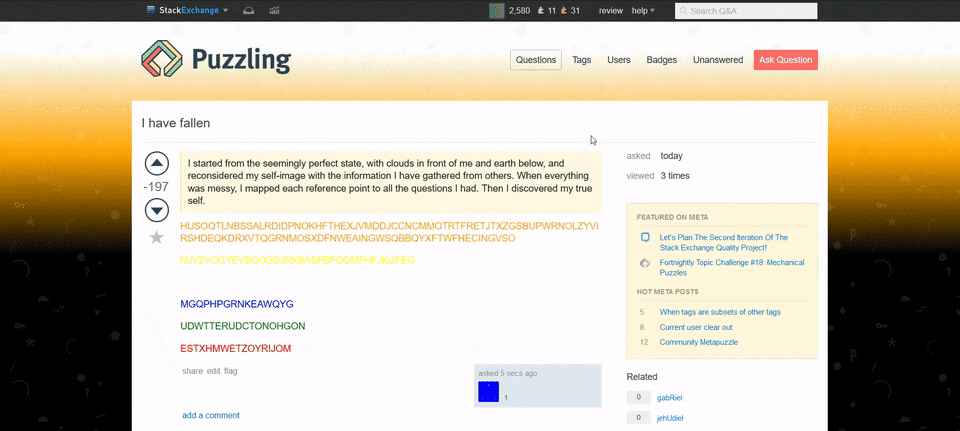 StackExchange 2,580 11 31 review help Search Q&A
Puzzling Questions Tags Users Badges Unanswered Ask Question
I have fallen
I started from the seemingly perfect state, with clouds in front of me and earth below, and
reconsidered my self-image with the information I have gathered from others. When everything
was messy, I mapped each reference point to all the questions I had. Then I discovered my true
self.
-197
HUSOQTLNBSSALRDIDPNOKHFTHEXJVMDDJCCNCMMOTRTFRETJTXZGSBUPWRNOLZYVI
RSHDEQKDRXVTQGRNMOSXDFNWEAINGWSQBBQYXFTWFHECINGVSO
MGQPHPGRNKEAWQYG
UDWTTERUDCTONOHGON
ESTXHMWETZOYRIJOM
share edit flag
asked 5 secs ago
1
add a comment
asked today
viewed 3 times
FEATURED ON META
Let's Plan The Second Iteration Of The
Stack Exchange Quality Project!
Fortnightly Topic Challenge #18: Mechanical
Puzzles
HOT META POSTS
5 When tags are subsets of other tags
8 Current user clear out
12 Community Metapuzzle
Related
0 gabRiel
0 jehUdiel